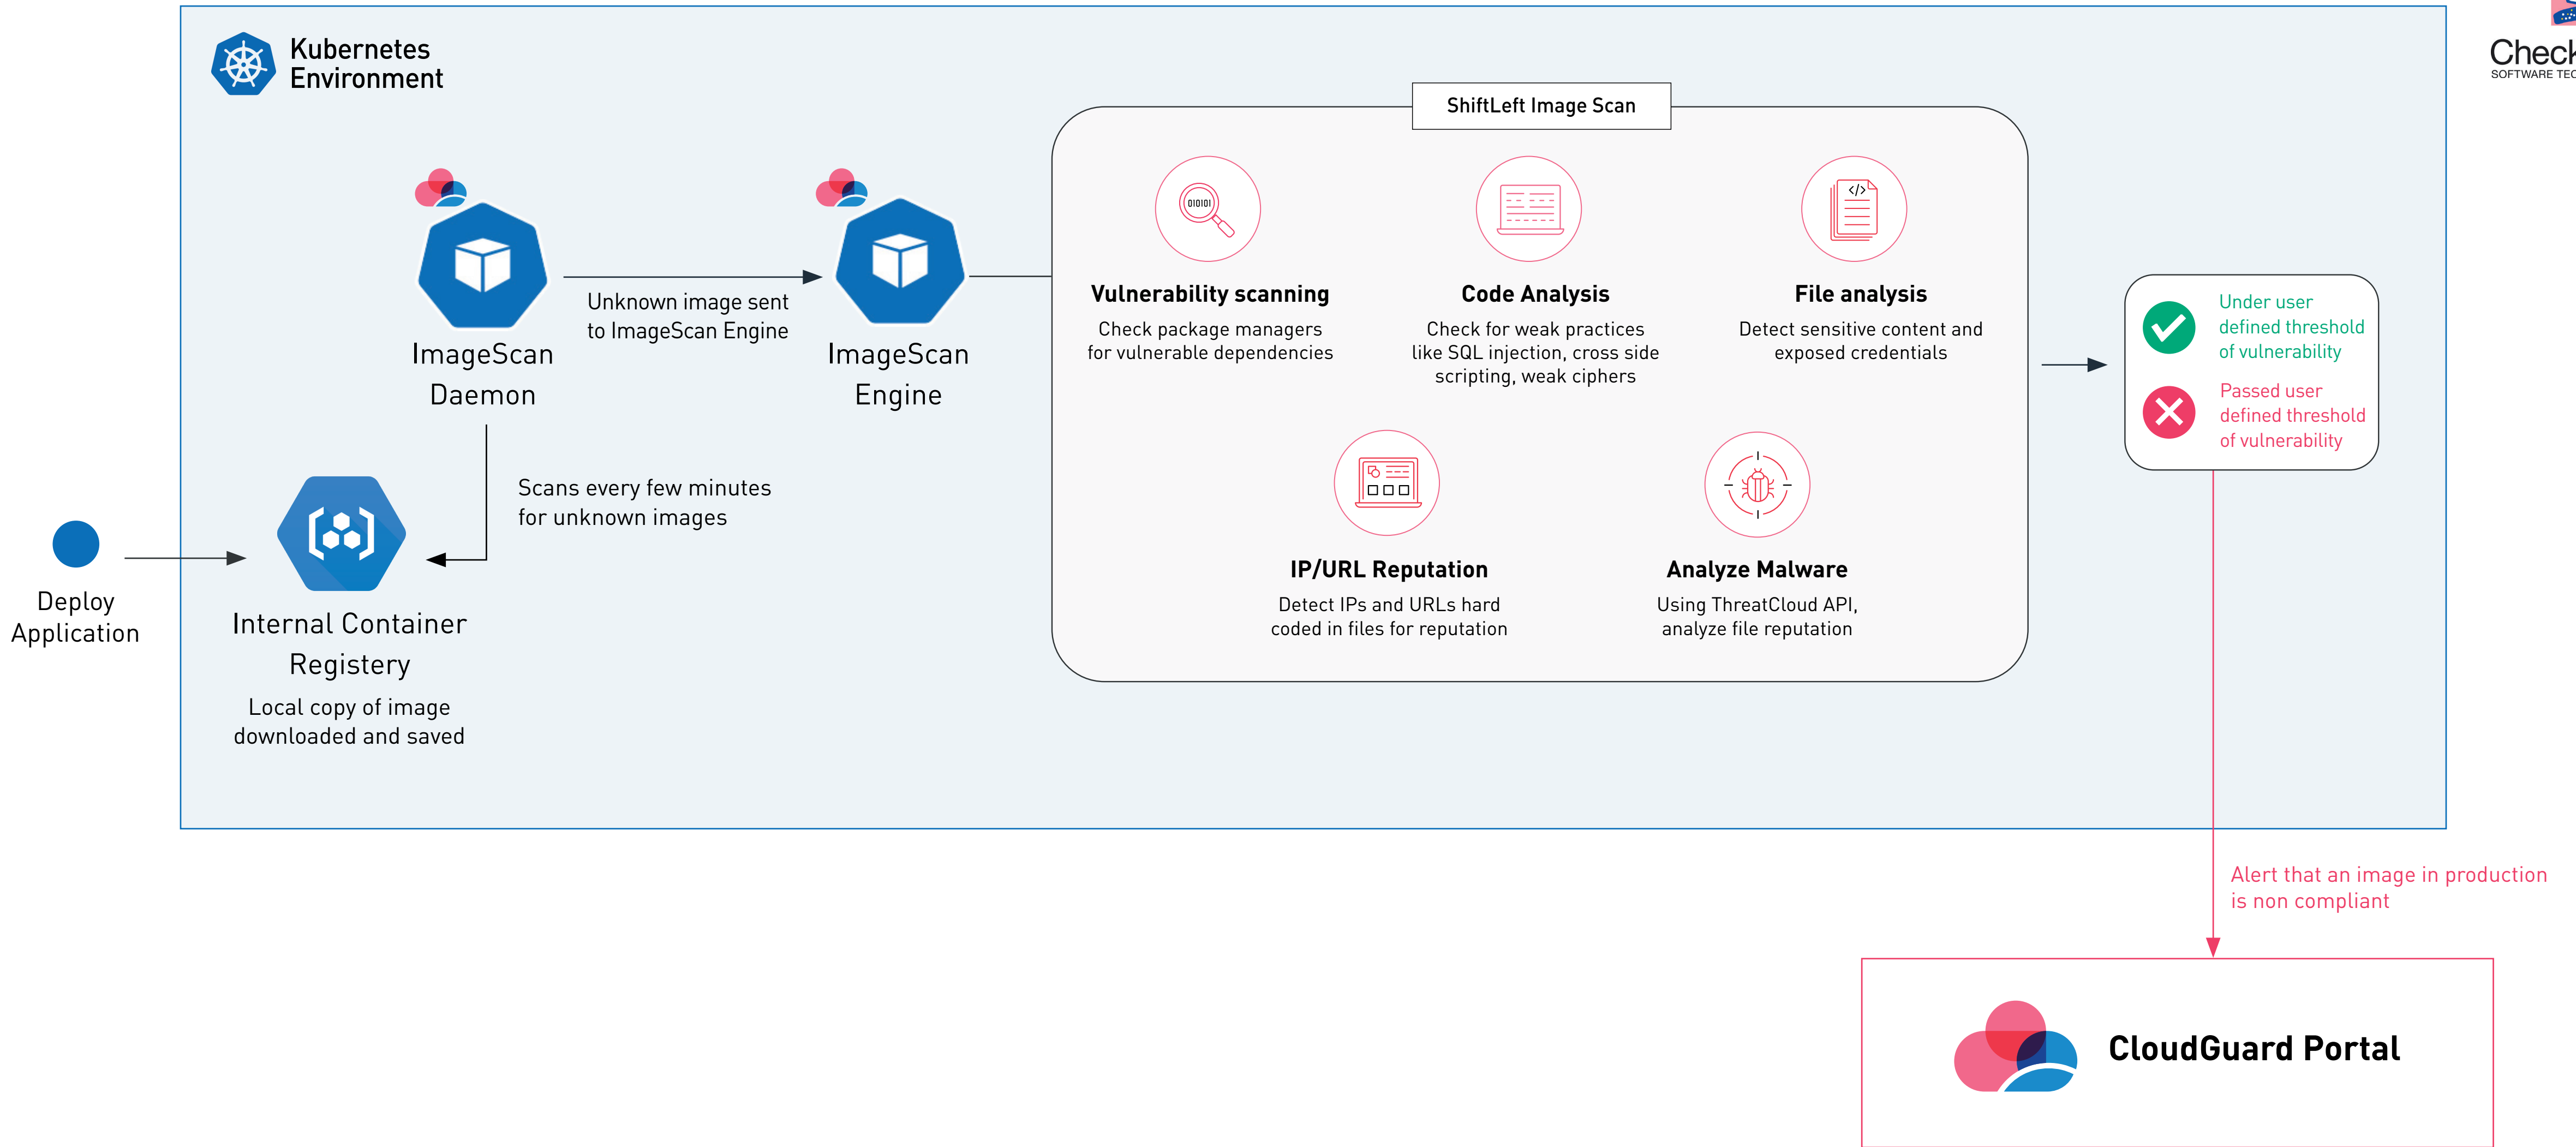 Kubernetes
Environment
Check
SOFTWARE TEC
ShiftLeft Image Scan
010101
</>
Unknown image sent
to ImageScan Engine
ImageScan
Daemon
ImageScan
Engine
Vulnerability scanning
Check package managers
for vulnerable dependencies
Code Analysis
Check for weak practices
like SQL injection, cross side
scripting, weak ciphers
File analysis
Detect sensitive content and
exposed credentials
Under user
defined threshold
of vulnerability
Passed user
defined threshold
of vulnerability
Scans every few minutes
for unknown images
Deploy
Application
Internal Container
Registery
Local copy of image
downloaded and saved
IP/URL Reputation
Detect IPs and URLs hard
coded in files for reputation
Analyze Malware
Using ThreatCloud API,
analyze file reputation
Alert that an image in production
is non compliant
CloudGuard Portal